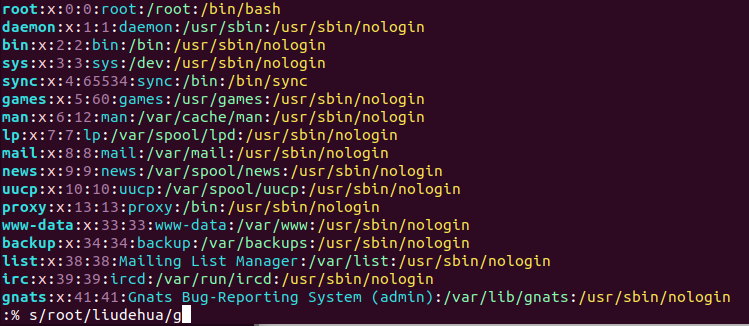 root:x:0:0:root:/root:/bin/bash
daemon:x:1:1:daemon:/usr/sbin:/usr/sbin/nologin
bin:x:2:2:bin:/bin:/usr/sbin/nologin
sys:x:3:3:sys:/dev:/usr/sbin/nologin
sync:x:4:65534:sync:/bin:/bin/sync
games:x:5:60:games:/usr/games:/usr/sbin/nologin
man:x:6:12:man:/var/cache/man:/usr/sbin/nologin
lp:x:7:7:lp:/var/spool/lpd:/usr/sbin/nologin
mail:x:8:8:mail:/var/mail:/usr/sbin/nologin
news:x:9:9:news:/var/spool/news:/usr/sbin/nologin
uucp:x:10:10:uucp:/var/spool/uucp:/usr/sbin/nologin
proxy:x:13:13:proxy:/bin:/usr/sbin/nologin
www-data:x:33:33:www-data:/var/www:/usr/sbin/nologin
backup:x:34:34:backup:/var/backups:/usr/sbin/nologin
list:x:38:38:Mailing List Manager:/var/list:/usr/sbin/nologin
irc:x:39:39:ircd:/var/run/ircd:/usr/sbin/nologin
gnats:x:41:41:Gnats Bug-Reporting System (admin):/var/lib/gnats:/usr/sbin/nologin
:% s/root/liudehua/g